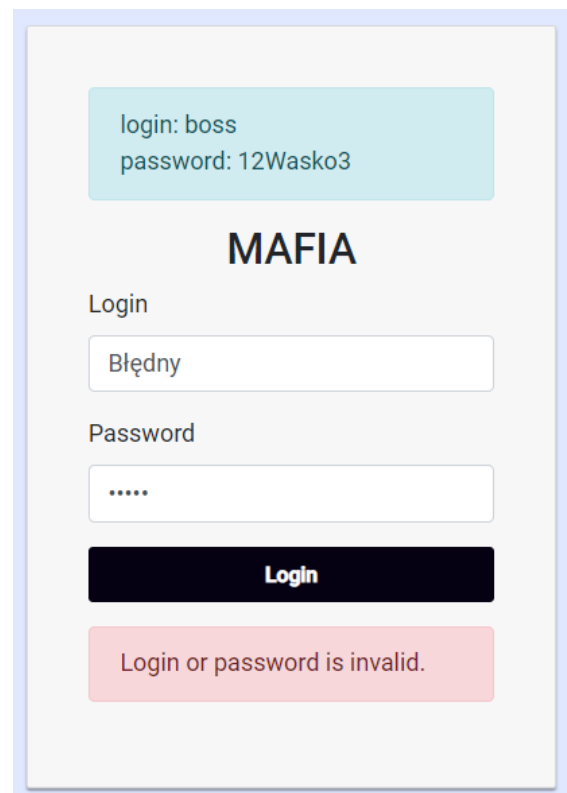 login: boss
password: 12Wasko3
MAFIA
Login
Błędny
Password
•••••
Login
Login or password is invalid.